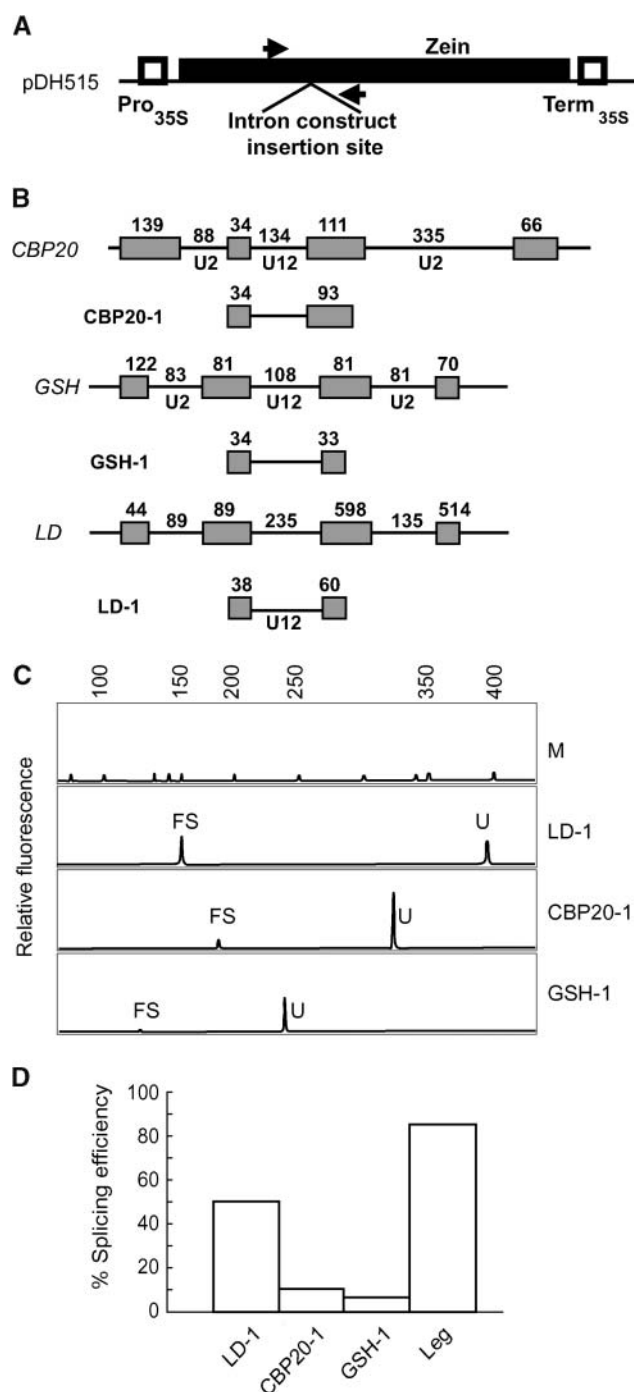 A
Zein
pDH515
Pro35S
Term35S
Intron construct
insertion site
B
139 34 111 66
88 134 335
CBP20
U2 U12 U2
34 93
CBP20-1
122 81 81 70
83 108 81
GSH
U2 U12 U2
34 33
GSH-1
44 89 598 514
89 235 135
LD
38 60
LD-1
U12
C
100 150 200 250 350 400
Relative fluorescence
M
FS U
LD-1
FS U
CBP20-1
FS U
GSH-1
D
% Splicing efficiency
100
80
60
40
20
0
LD-1 CBP20-1 GSH-1 Leg